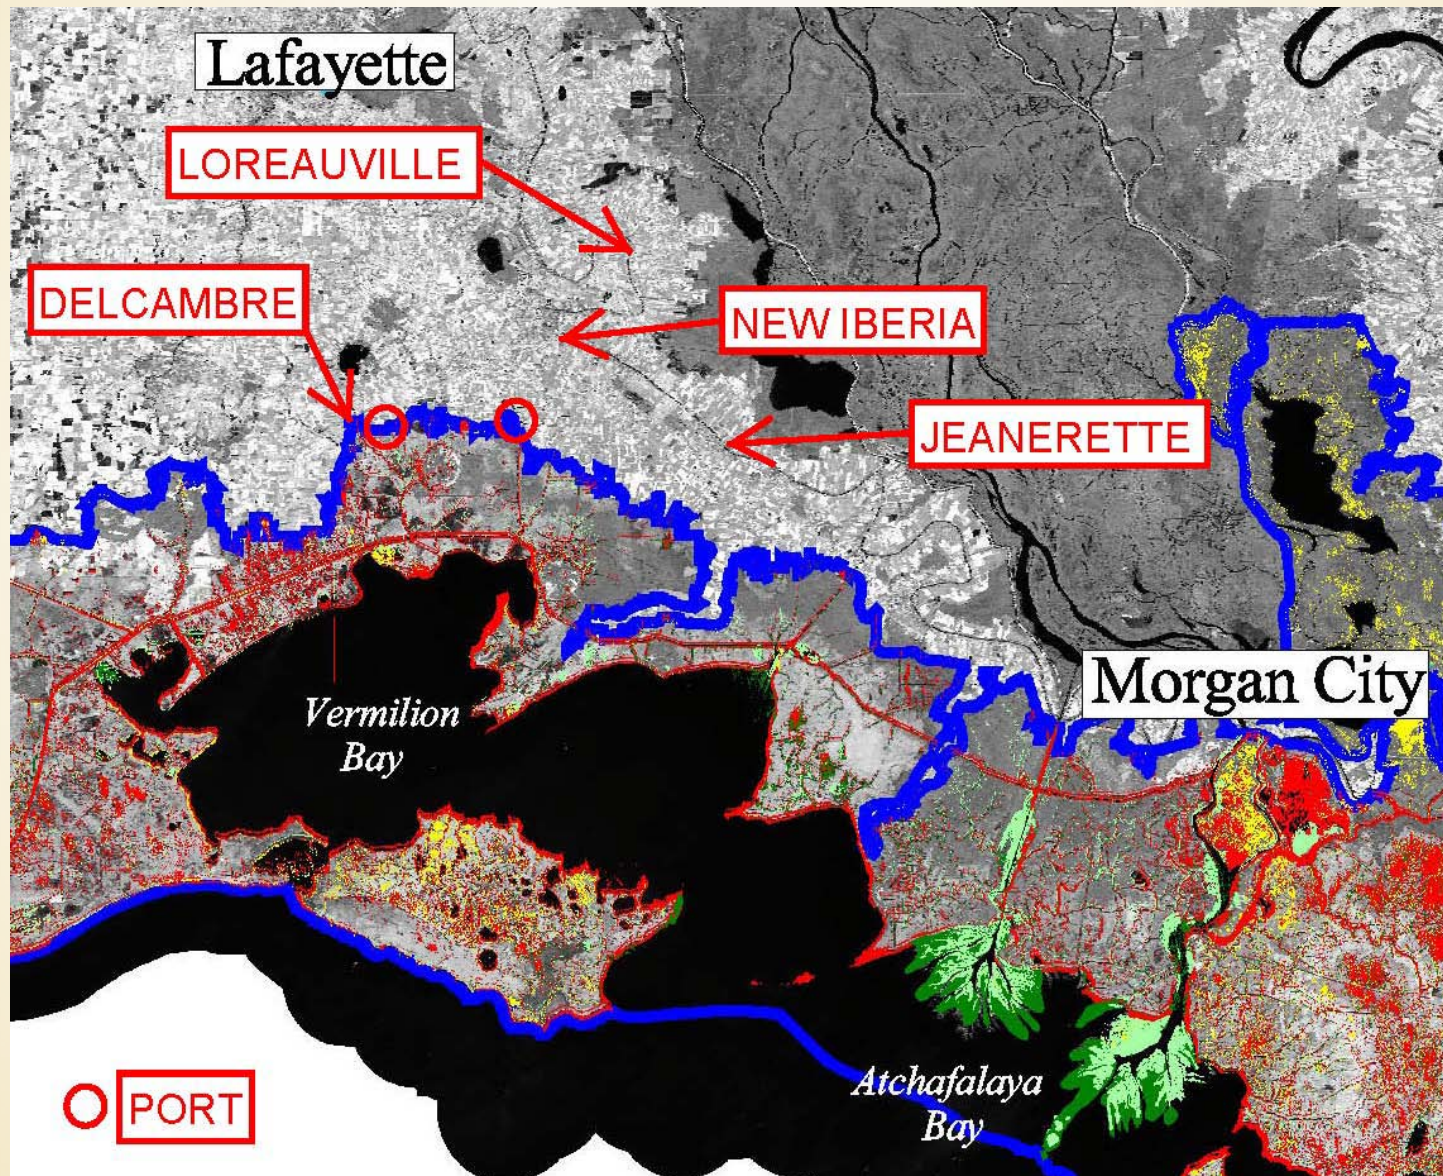 Lafayette
LOREAUVILLE
DELCAMBRE
NEW IBERIA
JEANERETTE
Morgan City
Vermilion
Bay
Atchafalaya
Bay
PORT